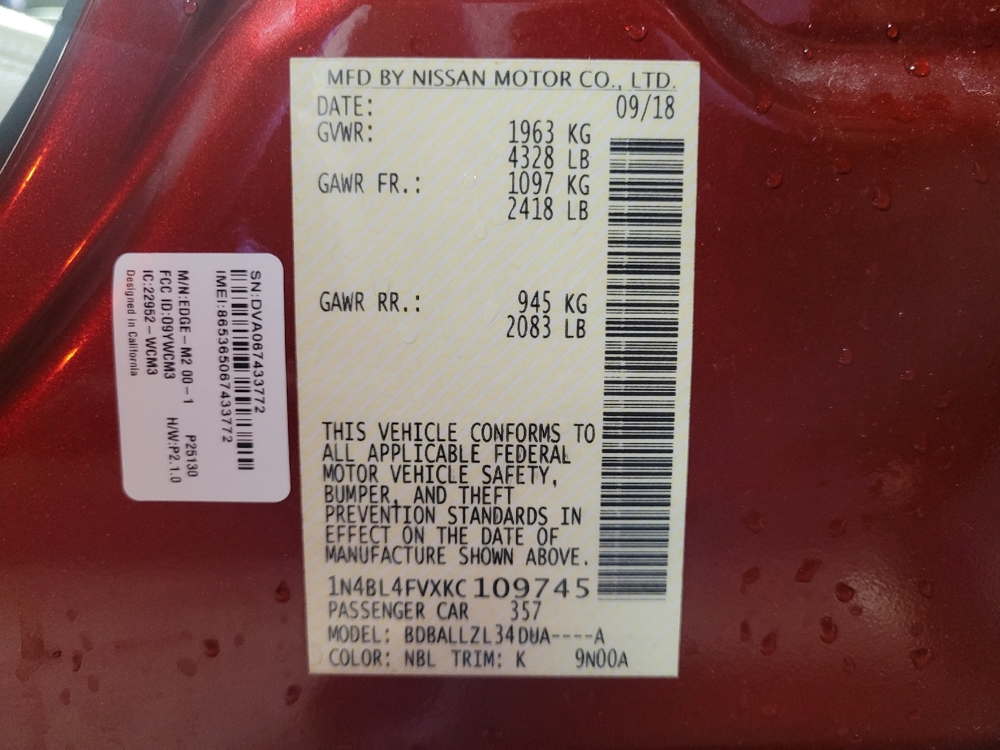 MFD BY NISSAN MOTOR CO., LTD.
DATE: 09/18
GVWR: 1963 KG
4328 LB
GAWR FR.: 1097 KG
2418 LB
GAWR RR.: 945 KG
2083 LB
THIS VEHICLE CONFORMS TO
ALL APPLICABLE FEDERAL
MOTOR VEHICLE SAFETY,
BUMPER, AND THEFT
PREVENTION STANDARDS IN
EFFECT ON THE DATE OF
MANUFACTURE SHOWN ABOVE.
1N4BL4FVXKC109745
PASSENGER CAR 357
MODEL: BDBALLZL34DUA----A
COLOR: NBL TRIM: K 9N00A
SN:DVA067433772
IMEI:865365067433772
M/N:EDGE-M2 00-1 P25130
FCC ID:O9YWCM3 H/W:P2.1.0
IC:22952-WCM3
Designed in California